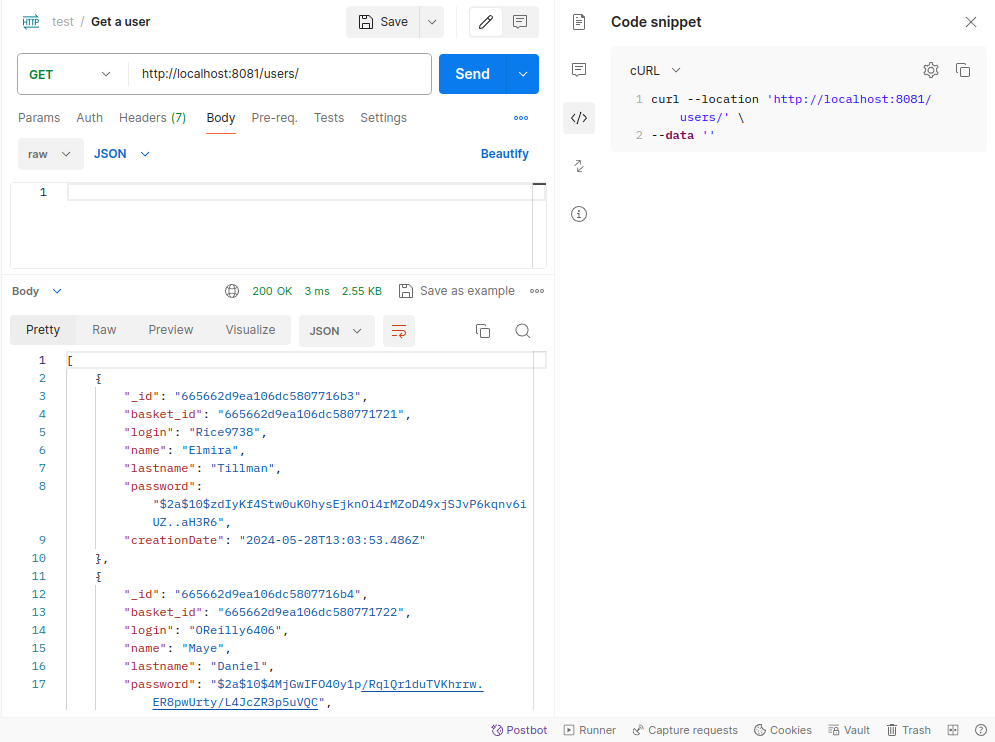 HTTP test / Get a user Save
GET http://localhost:8081/users/ Send
Params Auth Headers (7) Body Pre-req. Tests Settings
raw JSON Beautify
1
Body 200 OK 3 ms 2.55 KB Save as example
Pretty Raw Preview Visualize JSON
1 [
2 {
3 "_id": "665662d9ea106dc5807716b3",
4 "basket_id": "665662d9ea106dc580771721",
5 "login": "Rice9738",
6 "name": "Elmira",
7 "lastname": "Tillman",
8 "password":
"$2a$10$zdIyKf4Stw0uK0hysEjknOi4rMZoD49xjSJvP6kqnv6i
UZ..aH3R6",
9 "creationDate": "2024-05-28T13:03:53.486Z"
10 },
11 {
12 "_id": "665662d9ea106dc5807716b4",
13 "basket_id": "665662d9ea106dc580771722",
14 "login": "OReilly6406",
15 "name": "Maye",
16 "lastname": "Daniel",
17 "password": "$2a$10$4MjGwIFO40y1p/RqlQr1duTVKhrrw.
ER8pwUrty/L4JcZR3p5uVQC",
Code snippet
cURL
1 curl --location 'http://localhost:8081/
users/' \
2 --data ''
Postbot Runner Capture requests Cookies Vault Trash